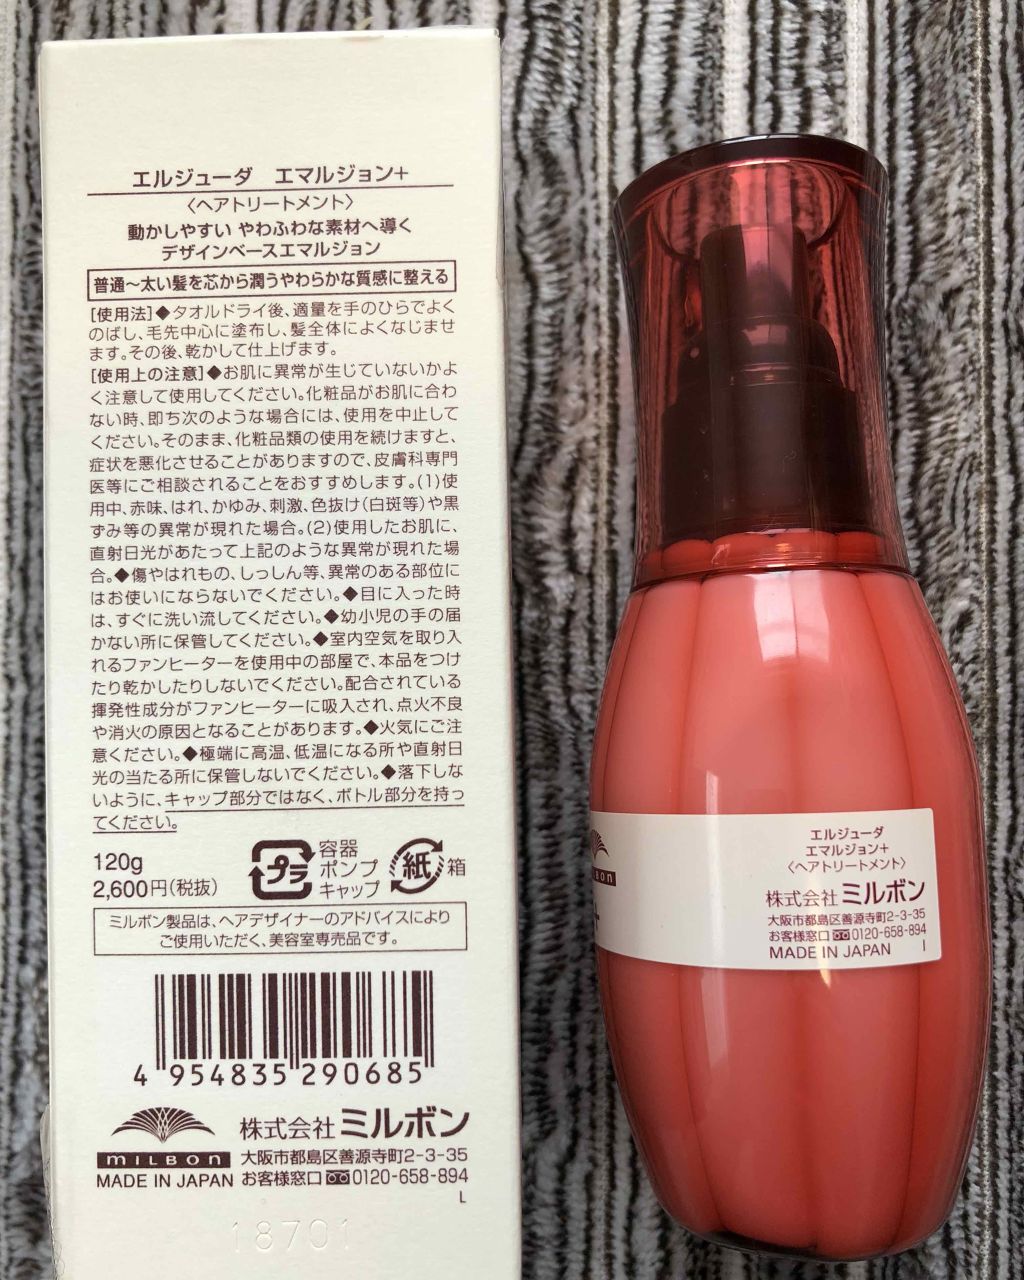 エルジューダ　エマルジョン+
〈ヘアトリートメント〉
動かしやすい やわふわな素材へ導く
デザインベースエマルジョン
普通〜太い髪を芯から潤うやわらかな質感に整える
[使用法]◆タオルドライ後、適量を手のひらでよく
のばし、毛先中心に塗布し、髪全体によくなじませ
ます。その後、乾かして仕上げます。
[使用上の注意]◆お肌に異常が生じていないかよ
く注意して使用してください。化粧品がお肌に合わ
ない時、即ち次のような場合には、使用を中止して
ください。そのまま、化粧品類の使用を続けますと、
症状を悪化させることがありますので、皮膚科専門
医等にご相談されることをおすすめします。(1)使
用中、赤味、はれ、かゆみ、刺激、色抜け(白斑等)や黒
ずみ等の異常が現れた場合。(2)使用したお肌に、
直射日光があたって上記のような異常が現れた場
合。◆傷やはれもの、しっしん等、異常のある部位に
はお使いにならないでください。◆目に入った時
は、すぐに洗い流してください。◆幼小児の手の届
かない所に保管してください。◆室内空気を取り入
れるファンヒーターを使用中の部屋で、本品をつけ
たり乾かしたりしないでください。配合されている
揮発性成分がファンヒーターに吸入され、点火不良
や消火の原因となることがあります。◆火気にご注
意ください。◆極端に高温、低温になる所や直射日
光の当たる所に保管しないでください。◆落下しな
いように、キャップ部分ではなく、ボトル部分を持っ
てください。
120g
2,600円(税抜)
プラ
容器
ポンプ
キャップ
紙
箱
ミルボン製品は、ヘアデザイナーのアドバイスにより
ご使用いただく、美容室専売品です。
4 954835 290685
MILBON
株式会社ミルボン
大阪市都島区善源寺町2-3-35
MADE IN JAPAN お客様窓口 0120-658-894
L
18701
エルジューダ
エマルジョン+
〈ヘアトリートメント〉
株式会社ミルボン
大阪市都島区善源寺町2-3-35
お客様窓口 0120-658-894
MADE IN JAPAN I